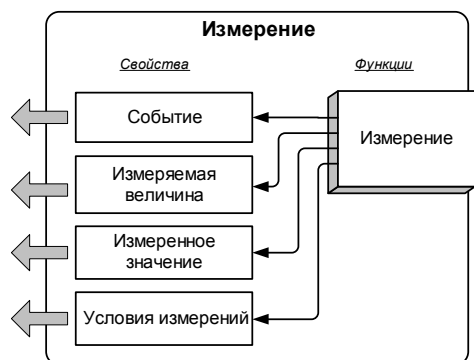 Измерение
Свойства
Функции
Событие
Измерение
Измеряемая
величина
Измеренное
значение
Условия измерений